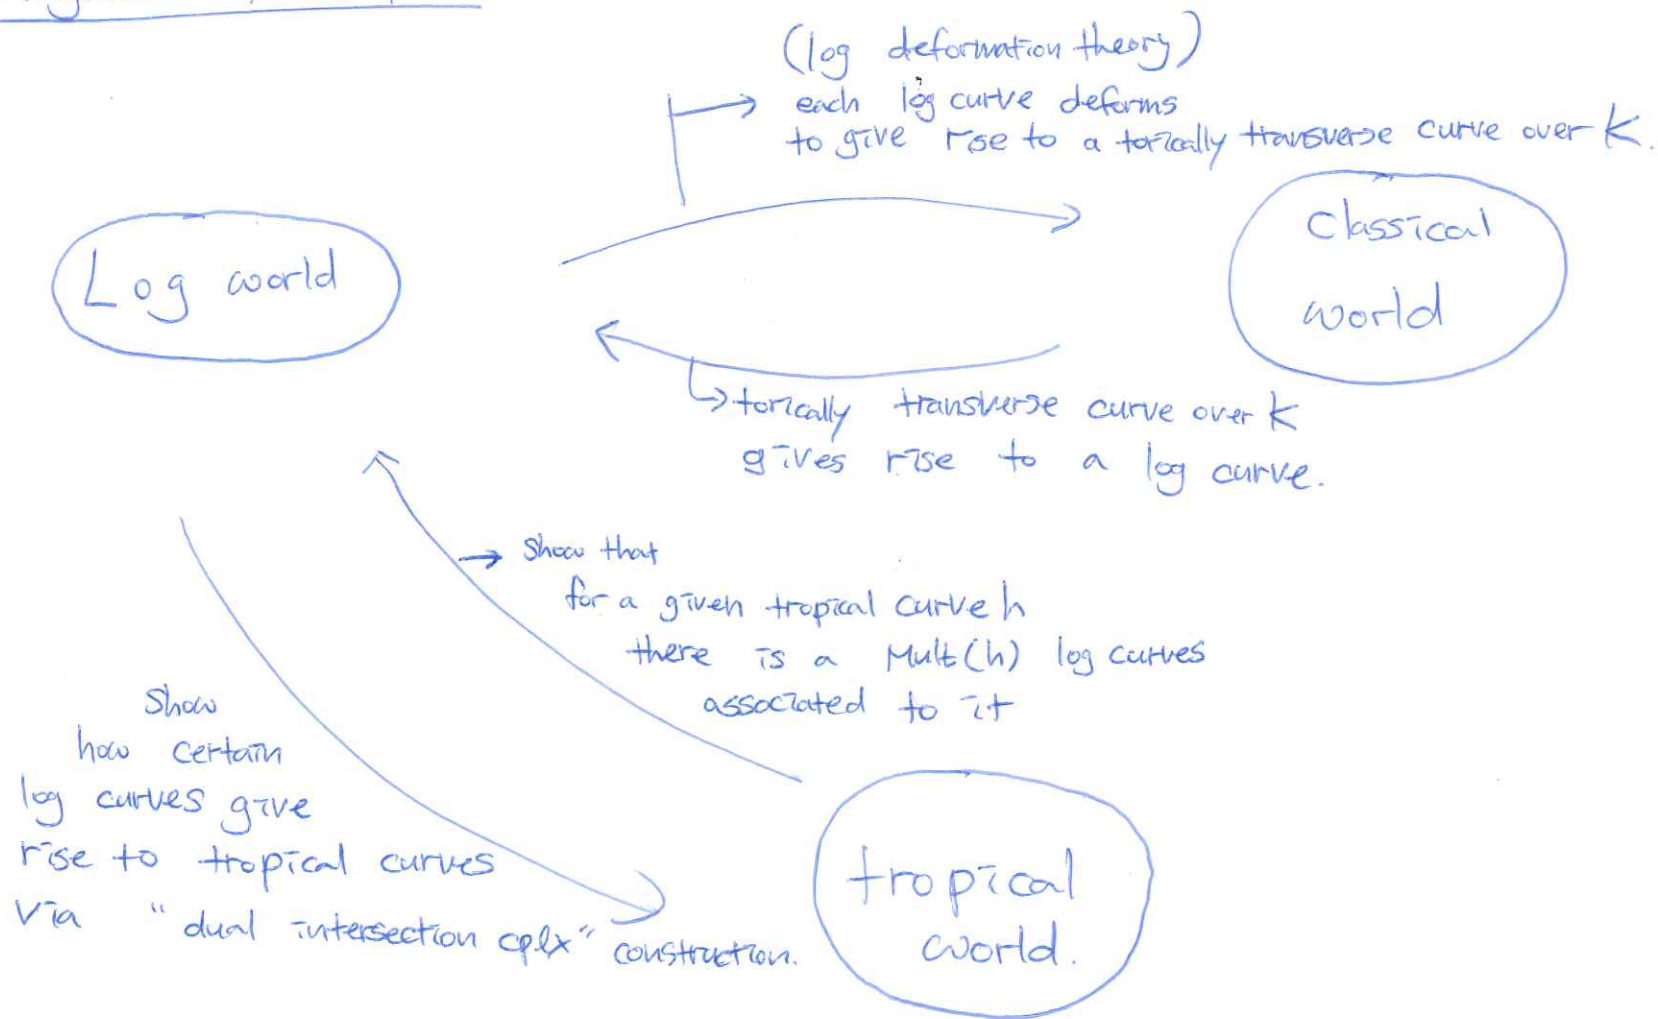 (log deformation theory)
each log curve deforms
to give rise to a torically transverse curve over K.
Log world
Classical
world
torically transverse curve over K
gives rise to a log curve.
Show that
for a given tropical curve h
there is a Mult(h) log curves
associated to it
Show
how certain
log curves give
rise to tropical curves
via "dual intersection cplx" construction.
tropical
world.